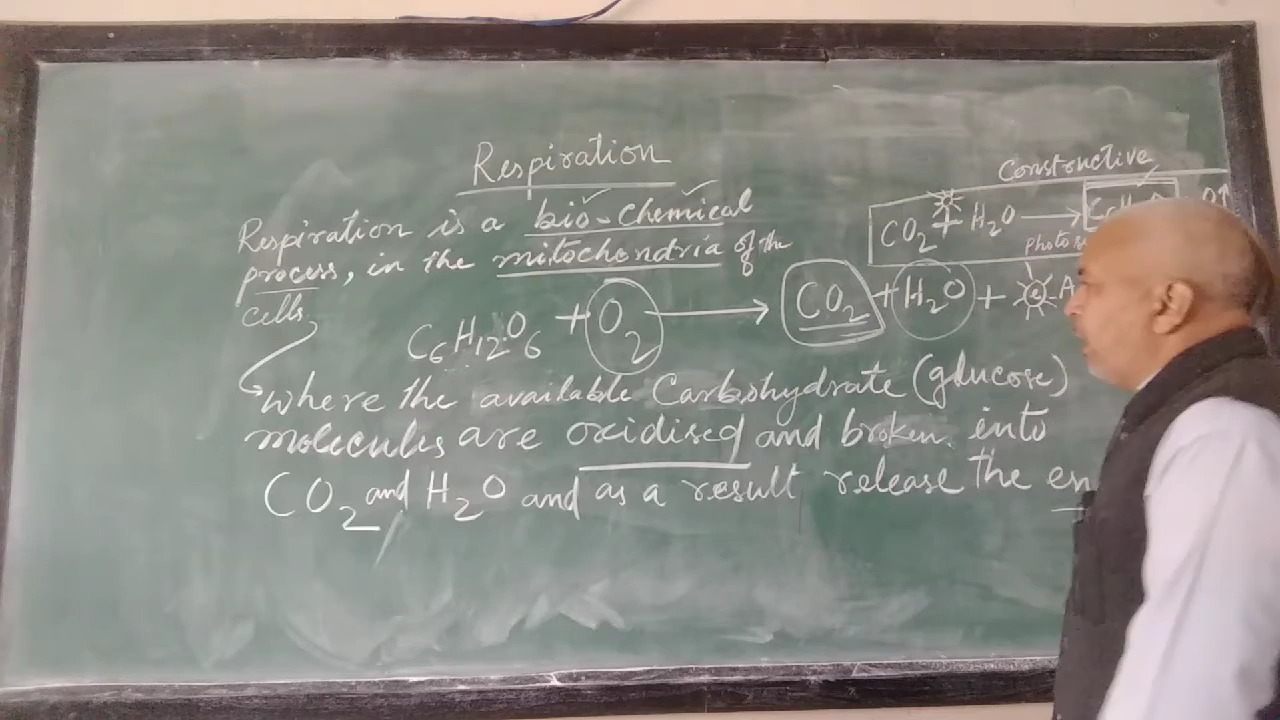 Respiration
Constructive
CO2 + H2O →
Respiration is a bio-chemical
process, in the mitochondria of the
cells
C6H12O6 + O2 → CO2 + H2O +
where the available Carbohydrate (glucose)
molecules are oxidised and broken into
CO2 and H2O and as a result release the